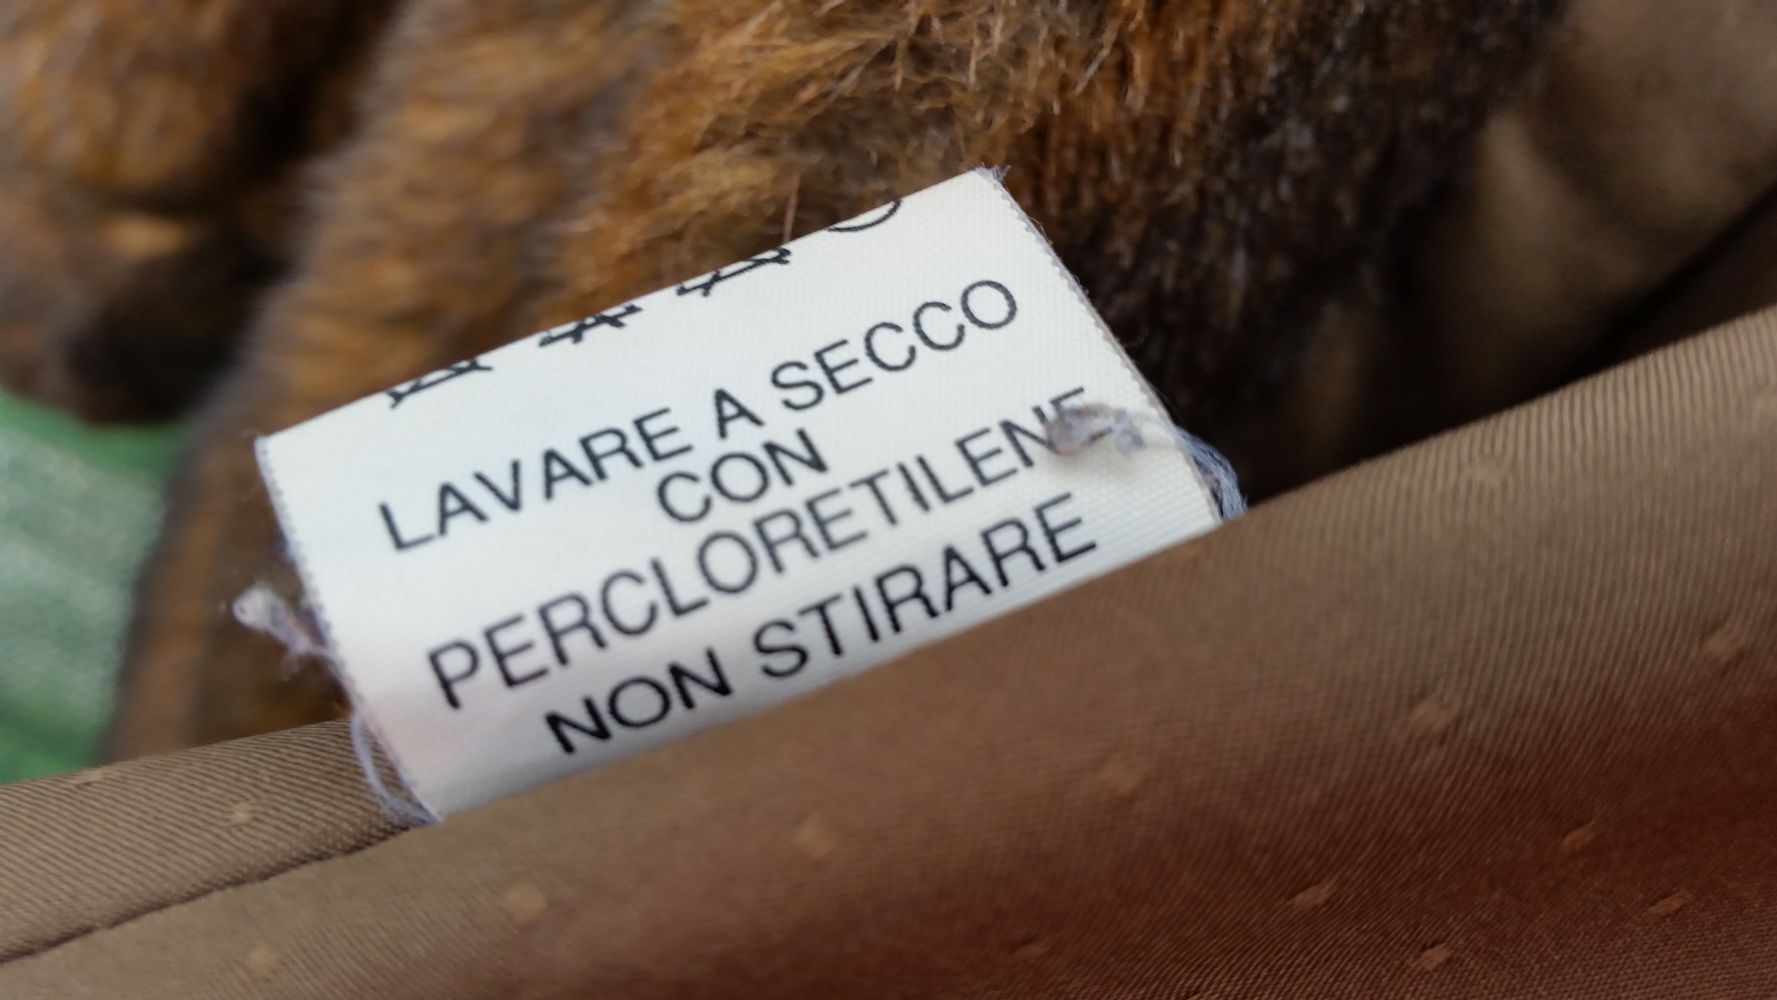 LAVARE A SECCO
CON
PERCLORETILENE
NON STIRARE